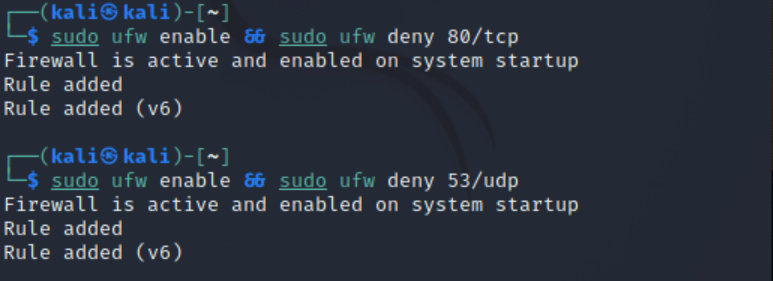 ┌──(kali㉿kali)-[~]
└─$ sudo ufw enable && sudo ufw deny 80/tcp
Firewall is active and enabled on system startup
Rule added
Rule added (v6)
┌──(kali㉿kali)-[~]
└─$ sudo ufw enable && sudo ufw deny 53/udp
Firewall is active and enabled on system startup
Rule added
Rule added (v6)